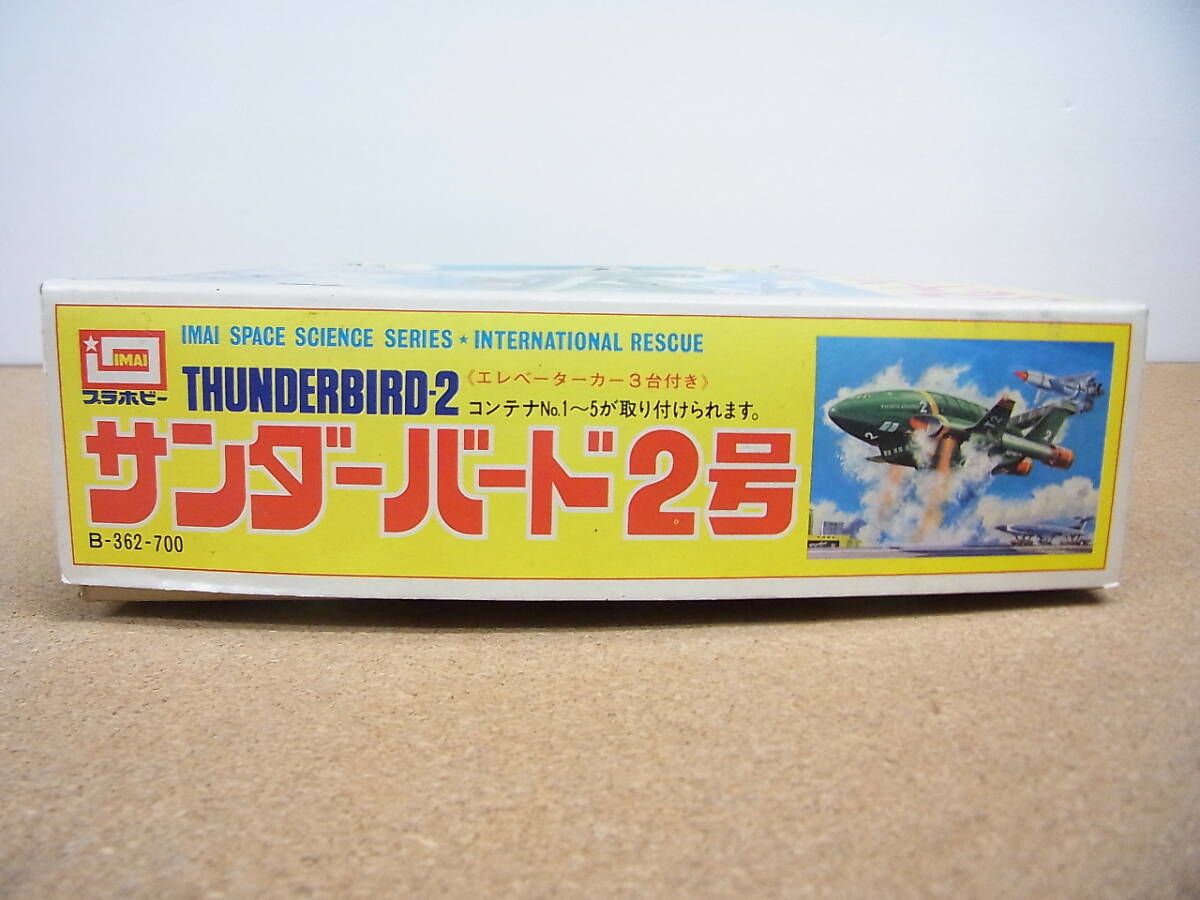 IMAI
プラホビー
IMAI SPACE SCIENCE SERIES ★ INTERNATIONAL RESCUE
THUNDERBIRD-2
《エレベーターカー3台付き》
コンテナNo.1〜5が取り付けられます。
サンダーバード2号
B-362-700